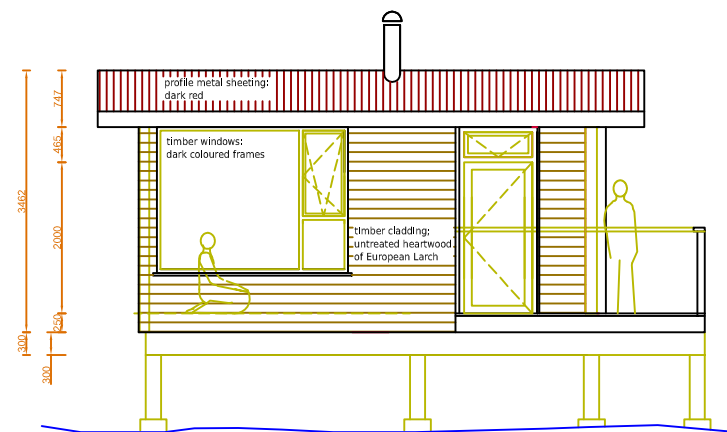 profile metal sheeting:
dark red
747
timber windows:
dark coloured frames
465
3462
2000
timber cladding;
untreated heartwood
of European Larch
250
300
300